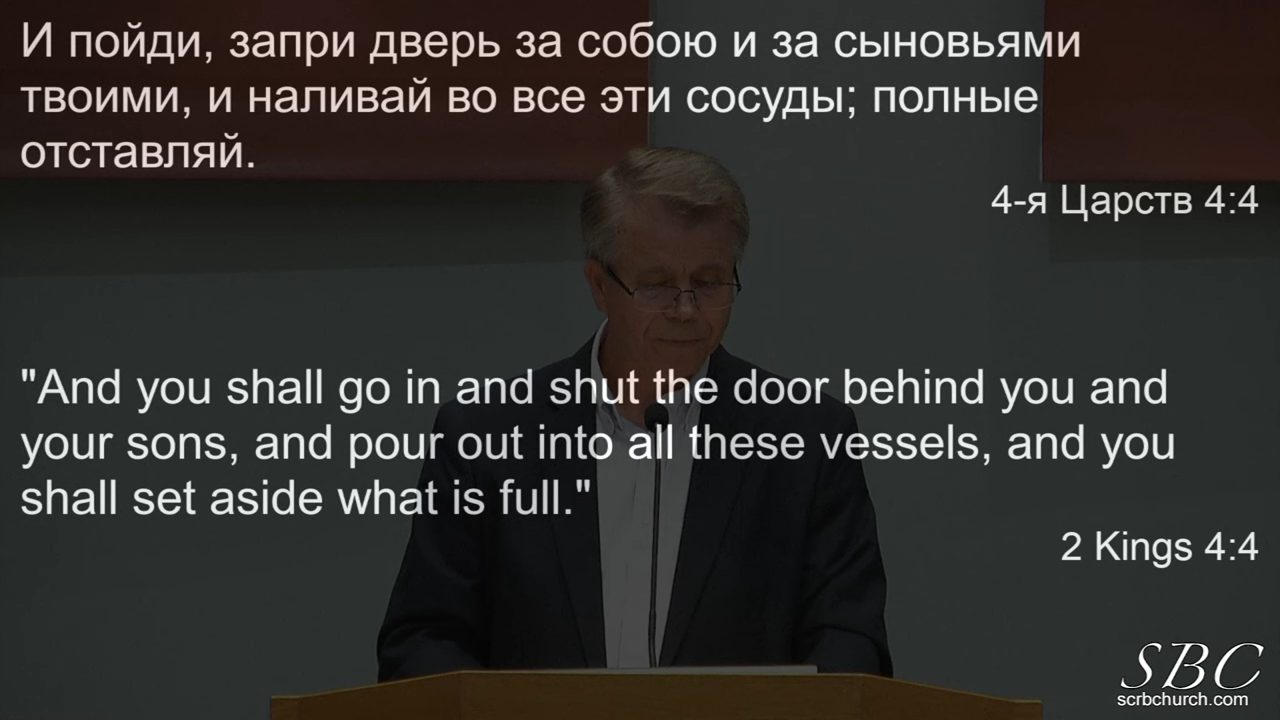 И пойди, запри дверь за собою и за сыновьями
твоими, и наливай во все эти сосуды; полные
отставляй.
4-я Царств 4:4
"And you shall go in and shut the door behind you and
your sons, and pour out into all these vessels, and you
shall set aside what is full."
2 Kings 4:4
SBC
scrbchurch.com